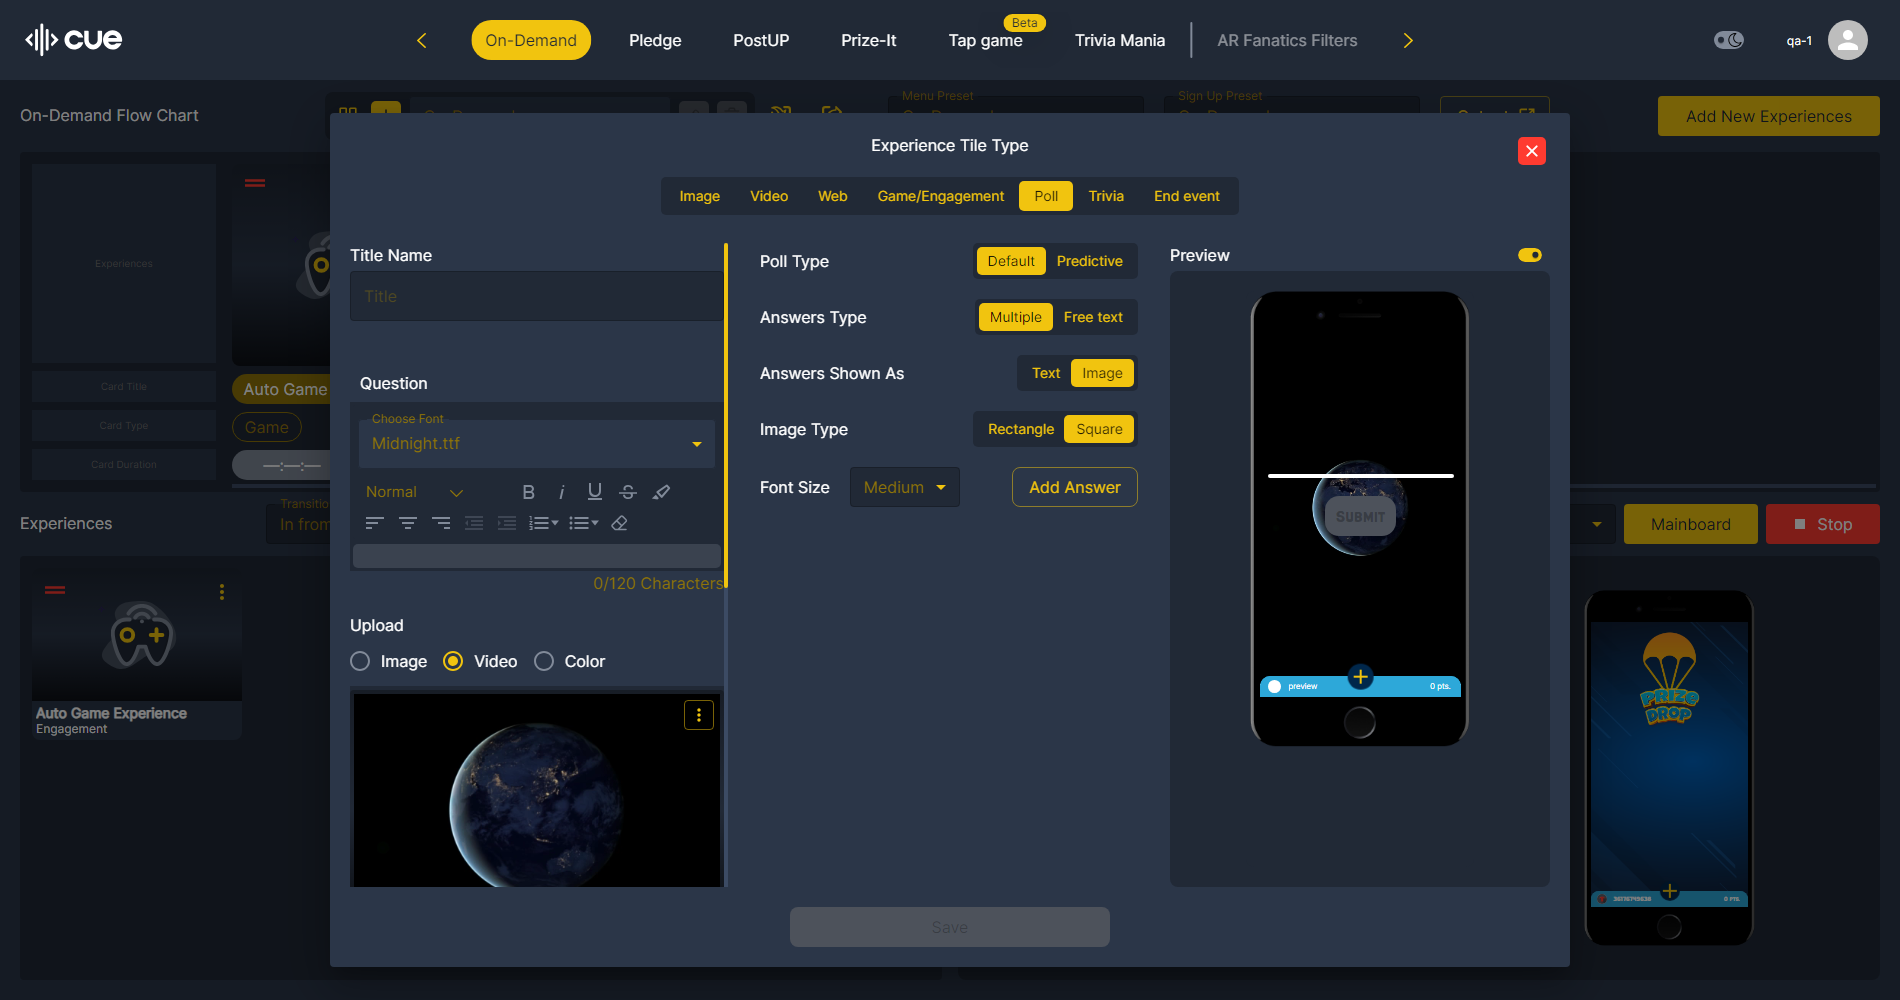 cue
On-Demand
Pledge
PostUP
Prize-It
Beta
Tap game
Trivia Mania
AR Fanatics Filters
qa-1
On-Demand Flow Chart
Menu Preset
Sign Up Preset
Add New Experiences
Experience Tile Type
Image
Video
Web
Game/Engagement
Poll
Trivia
End event
Experiences
Card Title
Card Type
Card Duration
Auto Game
Game
—:—:—
Title Name
Title
Question
Choose Font
Midnight.ttf
Normal
0/120 Characters
Upload
Image
Video
Color
Poll Type
Default
Predictive
Answers Type
Multiple
Free text
Answers Shown As
Text
Image
Image Type
Rectangle
Square
Font Size
Medium
Add Answer
Preview
SUBMIT
preview
0 pts.
Experiences
Transitio
In from
Mainboard
Stop
Auto Game Experience
Engagement
PRIZE
DROP
0 PTS.
Save